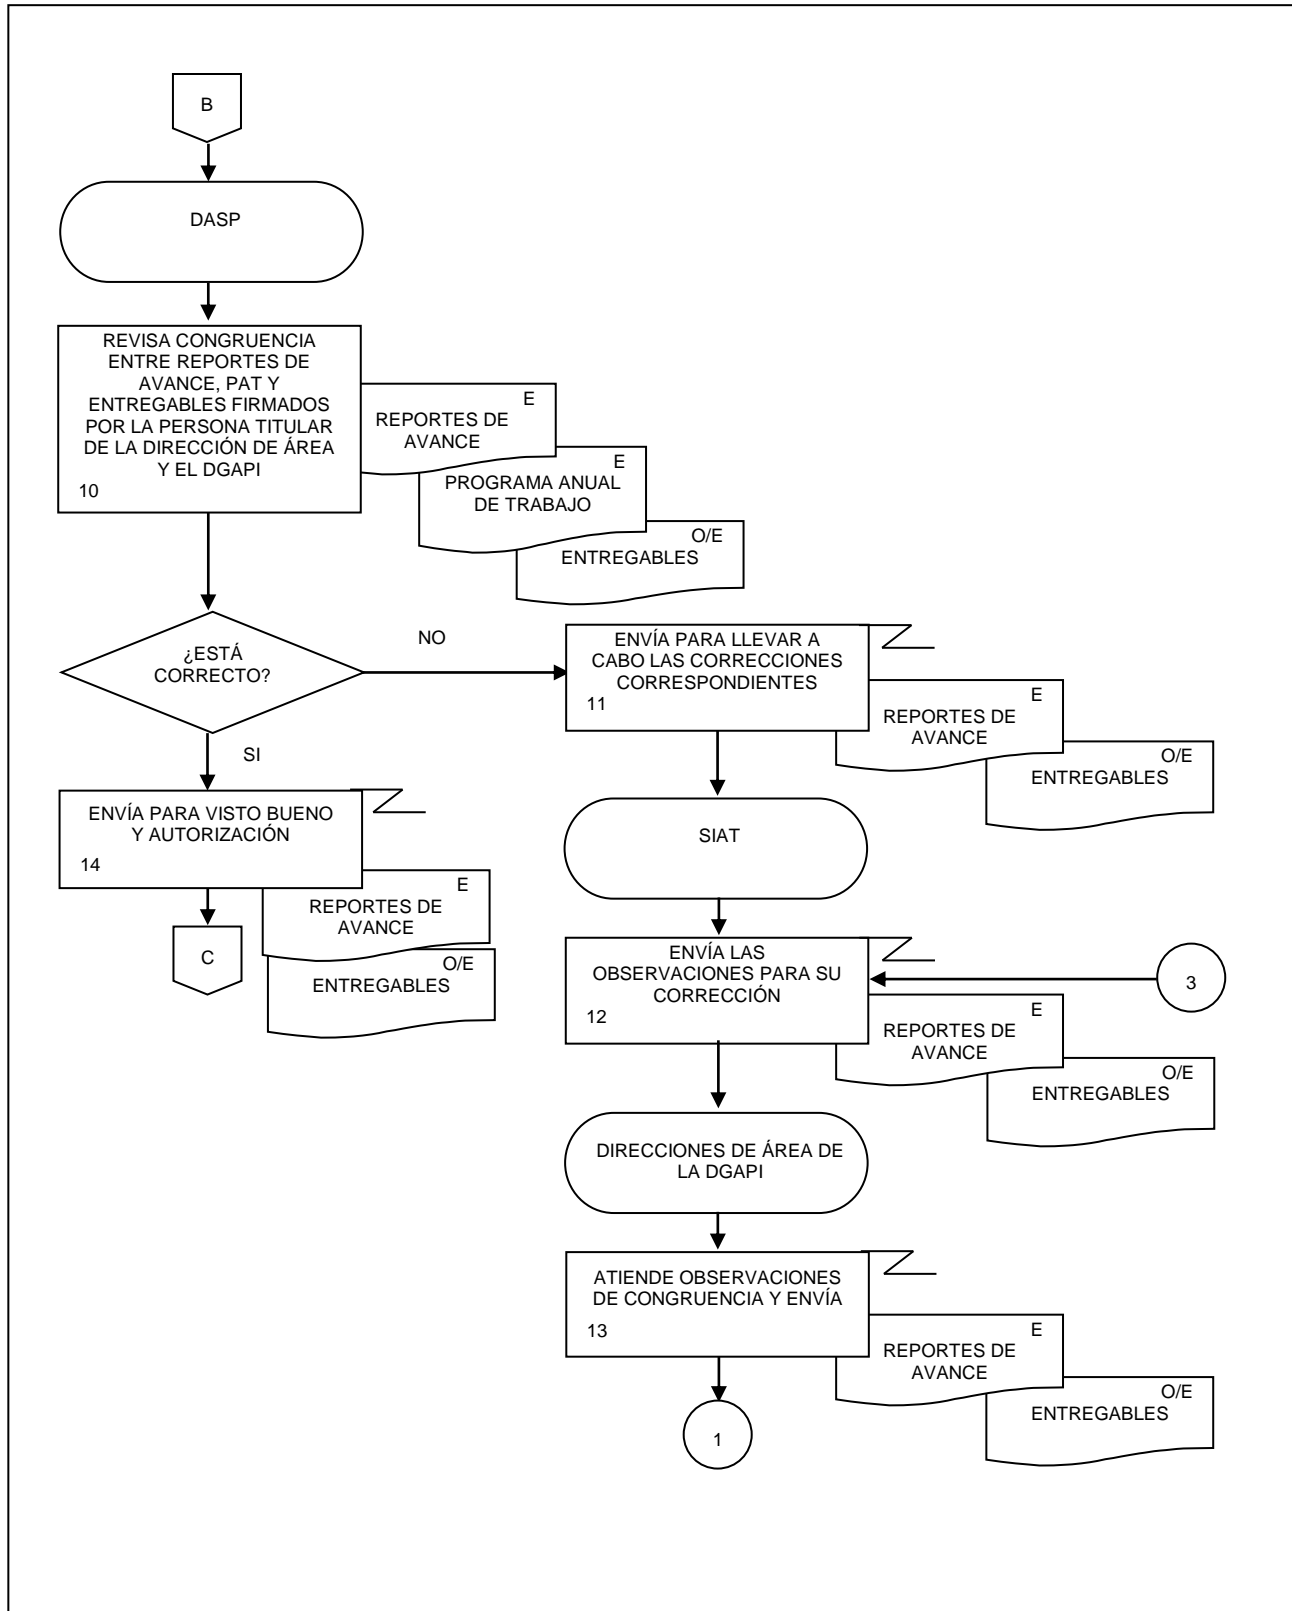 B
DASP
REVISA CONGRUENCIA
ENTRE REPORTES DE
AVANCE, PAT Y
ENTREGABLES FIRMADOS
POR LA PERSONA TITULAR
DE LA DIRECCIÓN DE ÁREA
Y EL DGAPI
10
E
REPORTES DE
AVANCE
E
PROGRAMA ANUAL
DE TRABAJO
O/E
ENTREGABLES
¿ESTÁ
CORRECTO?
NO
SI
ENVÍA PARA LLEVAR A
CABO LAS CORRECCIONES
CORRESPONDIENTES
11
E
REPORTES DE
AVANCE
O/E
ENTREGABLES
ENVÍA PARA VISTO BUENO
Y AUTORIZACIÓN
14
E
REPORTES DE
AVANCE
O/E
ENTREGABLES
C
SIAT
ENVÍA LAS
OBSERVACIONES PARA SU
CORRECCIÓN
12
3
E
REPORTES DE
AVANCE
O/E
ENTREGABLES
DIRECCIONES DE ÁREA DE
LA DGAPI
ATIENDE OBSERVACIONES
DE CONGRUENCIA Y ENVÍA
13
E
REPORTES DE
AVANCE
O/E
ENTREGABLES
1